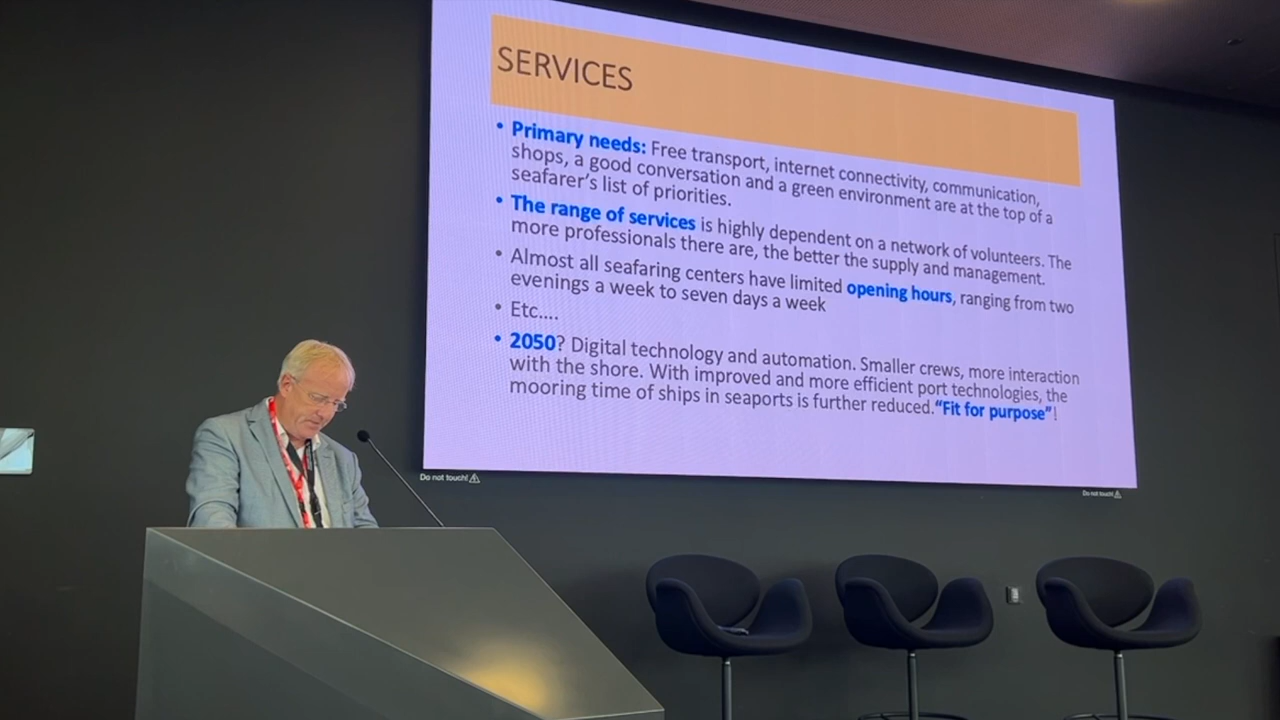 SERVICES
• Primary needs: Free transport, internet connectivity, communication,
shops, a good conversation and a green environment are at the top of a
seafarer's list of priorities.
• The range of services is highly dependent on a network of volunteers. The
more professionals there are, the better the supply and management.
• Almost all seafaring centers have limited opening hours, ranging from two
evenings a week to seven days a week
• Etc....
• 2050? Digital technology and automation. Smaller crews, more interaction
with the shore. With improved and more efficient port technologies, the
mooring time of ships in seaports is further reduced."Fit for purpose"!
Do not touch!
Do not touch!